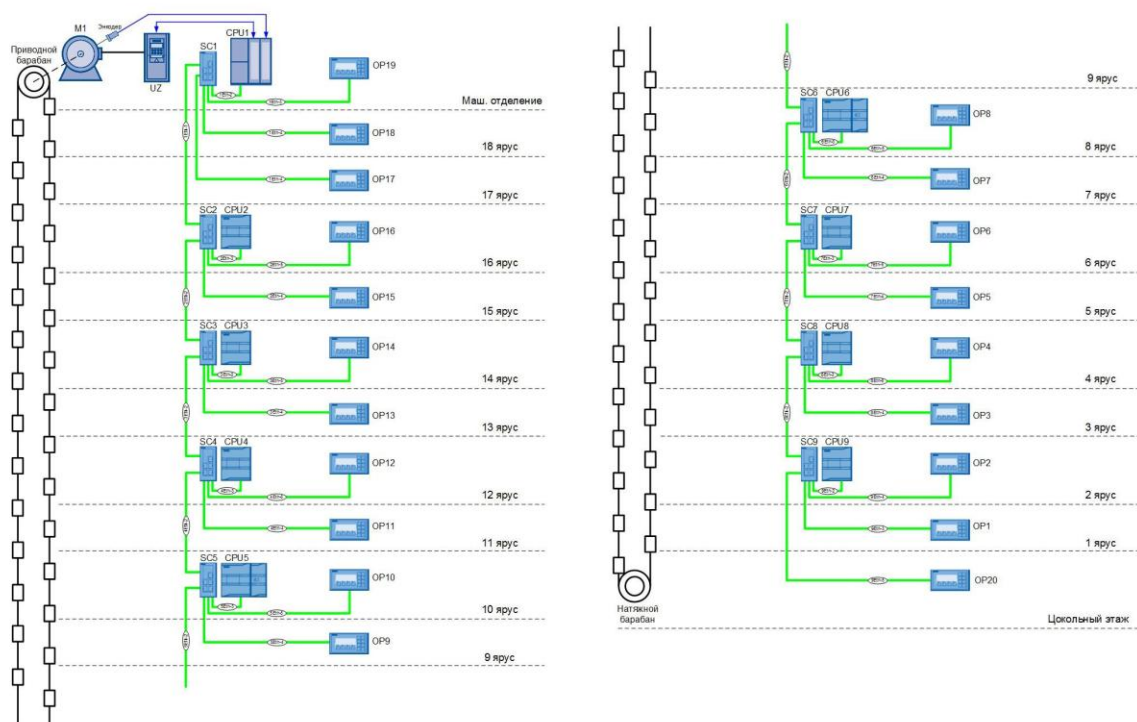 Энкодер
M1
CPU1
SC1
Приводной
барабан
UZ
OP19
Маш. отделение
OP18
18 ярус
OP17
17 ярус
SC2 CPU2
OP16
16 ярус
OP15
15 ярус
SC3 CPU3
OP14
14 ярус
OP13
13 ярус
SC4 CPU4
OP12
12 ярус
OP11
11 ярус
SC5 CPU5
OP10
10 ярус
OP9
9 ярус
9 ярус
SC6 CPU6
OP8
8 ярус
OP7
7 ярус
SC7 CPU7
OP6
6 ярус
OP5
5 ярус
SC8 CPU8
OP4
4 ярус
OP3
3 ярус
SC9 CPU9
OP2
2 ярус
OP1
1 ярус
OP20
Натяжной
барабан
Цокольный этаж